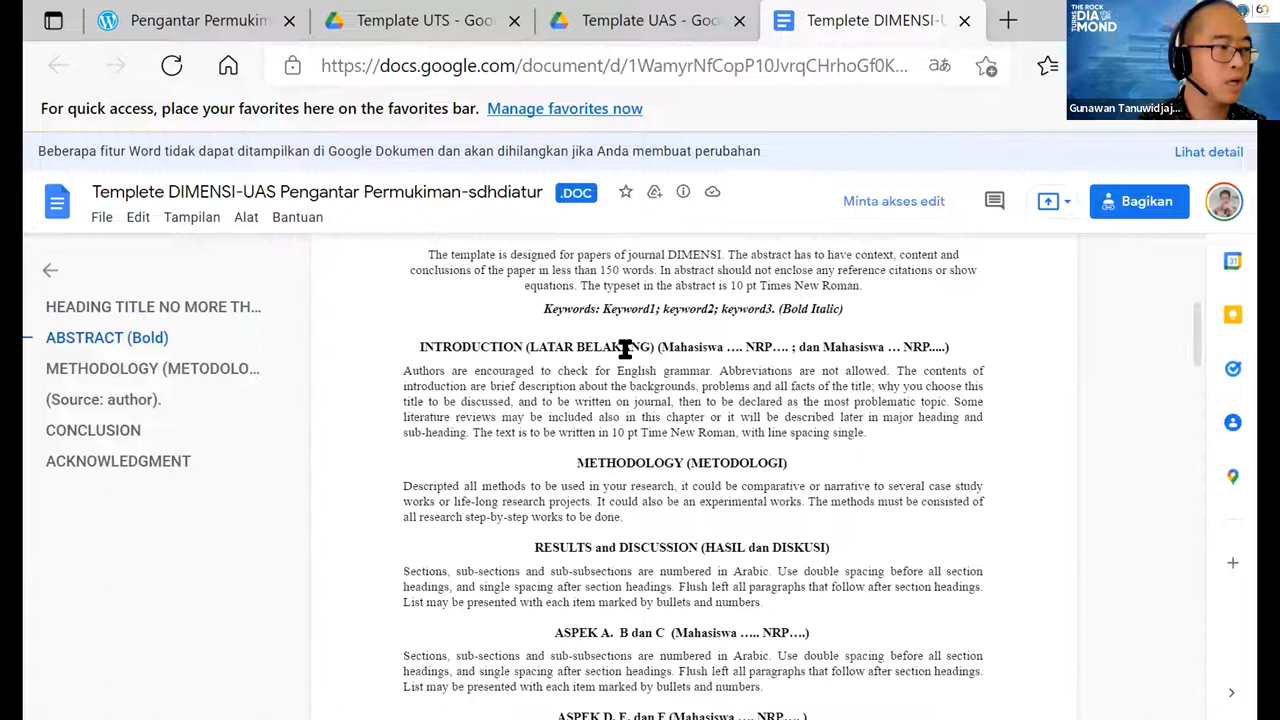 Pengantar Permukim
Template UTS - Goo
Template UAS - Goo
Templete DIMENSI-U
THE ROCK
TURN
DIA
MOND
https://docs.google.com/document/d/1WamyrNfCopP10JvrqCHrhoGf0K...
For quick access, place your favorites here on the favorites bar. Manage favorites now
Gunawan Tanuwidjaj...
Beberapa fitur Word tidak dapat ditampilkan di Google Dokumen dan akan dihilangkan jika Anda membuat perubahan
Lihat detail
Templete DIMENSI-UAS Pengantar Permukiman-sdhdiatur
.DOC
File Edit Tampilan Alat Bantuan
Minta akses edit
Bagikan
HEADING TITLE NO MORE TH...
ABSTRACT (Bold)
METHODOLOGY (METODOLO...
(Source: author).
CONCLUSION
ACKNOWLEDGMENT
The template is designed for papers of journal DIMENSI. The abstract has to have context, content and
conclusions of the paper in less than 150 words. In abstract should not enclose any reference citations or show
equations. The typeset in the abstract is 10 pt Times New Roman.
Keywords: Keyword1; keyword2; keyword3. (Bold Italic)
INTRODUCTION (LATAR BELAKANG) (Mahasiswa …. NRP…. ; dan Mahasiswa … NRP.....)
Authors are encouraged to check for English grammar. Abbreviations are not allowed. The contents of
introduction are brief description about the backgrounds, problems and all facts of the title; why you choose this
title to be discussed, and to be written on journal, then to be declared as the most problematic topic. Some
literature reviews may be included also in this chapter or it will be described later in major heading and
sub-heading. The text is to be written in 10 pt Time New Roman, with line spacing single.
METHODOLOGY (METODOLOGI)
Descripted all methods to be used in your research, it could be comparative or narrative to several case study
works or life-long research projects. It could also be an experimental works. The methods must be consisted of
all research step-by-step works to be done.
RESULTS and DISCUSSION (HASIL dan DISKUSI)
Sections, sub-sections and sub-subsections are numbered in Arabic. Use double spacing before all section
headings, and single spacing after section headings. Flush left all paragraphs that follow after section headings.
List may be presented with each item marked by bullets and numbers.
ASPEK A. B dan C (Mahasiswa ….. NRP….)
Sections, sub-sections and sub-subsections are numbered in Arabic. Use double spacing before all section
headings, and single spacing after section headings. Flush left all paragraphs that follow after section headings.
List may be presented with each item marked by bullets and numbers.
ASPEK D, E, dan F (Mahasiswa …. NRP….)